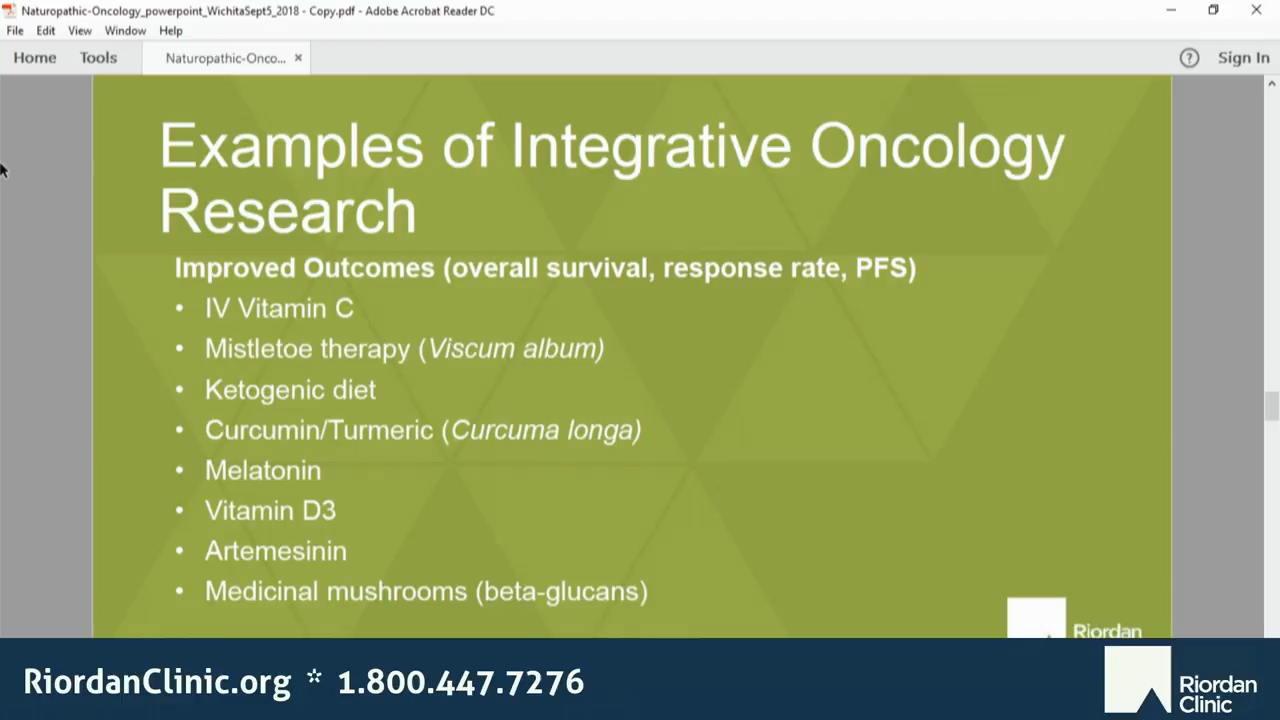 Naturopathic-Oncology_powerpoint_WichitaSept5_2018 - Copy.pdf - Adobe Acrobat Reader DC
File Edit View Window Help
Home Tools Naturopathic-Onco... × ? Sign In
Examples of Integrative Oncology
Research
Improved Outcomes (overall survival, response rate, PFS)
• IV Vitamin C
• Mistletoe therapy (Viscum album)
• Ketogenic diet
• Curcumin/Turmeric (Curcuma longa)
• Melatonin
• Vitamin D3
• Artemesinin
• Medicinal mushrooms (beta-glucans)
Riordan
RiordanClinic.org * 1.800.447.7276
Riordan
Clinic